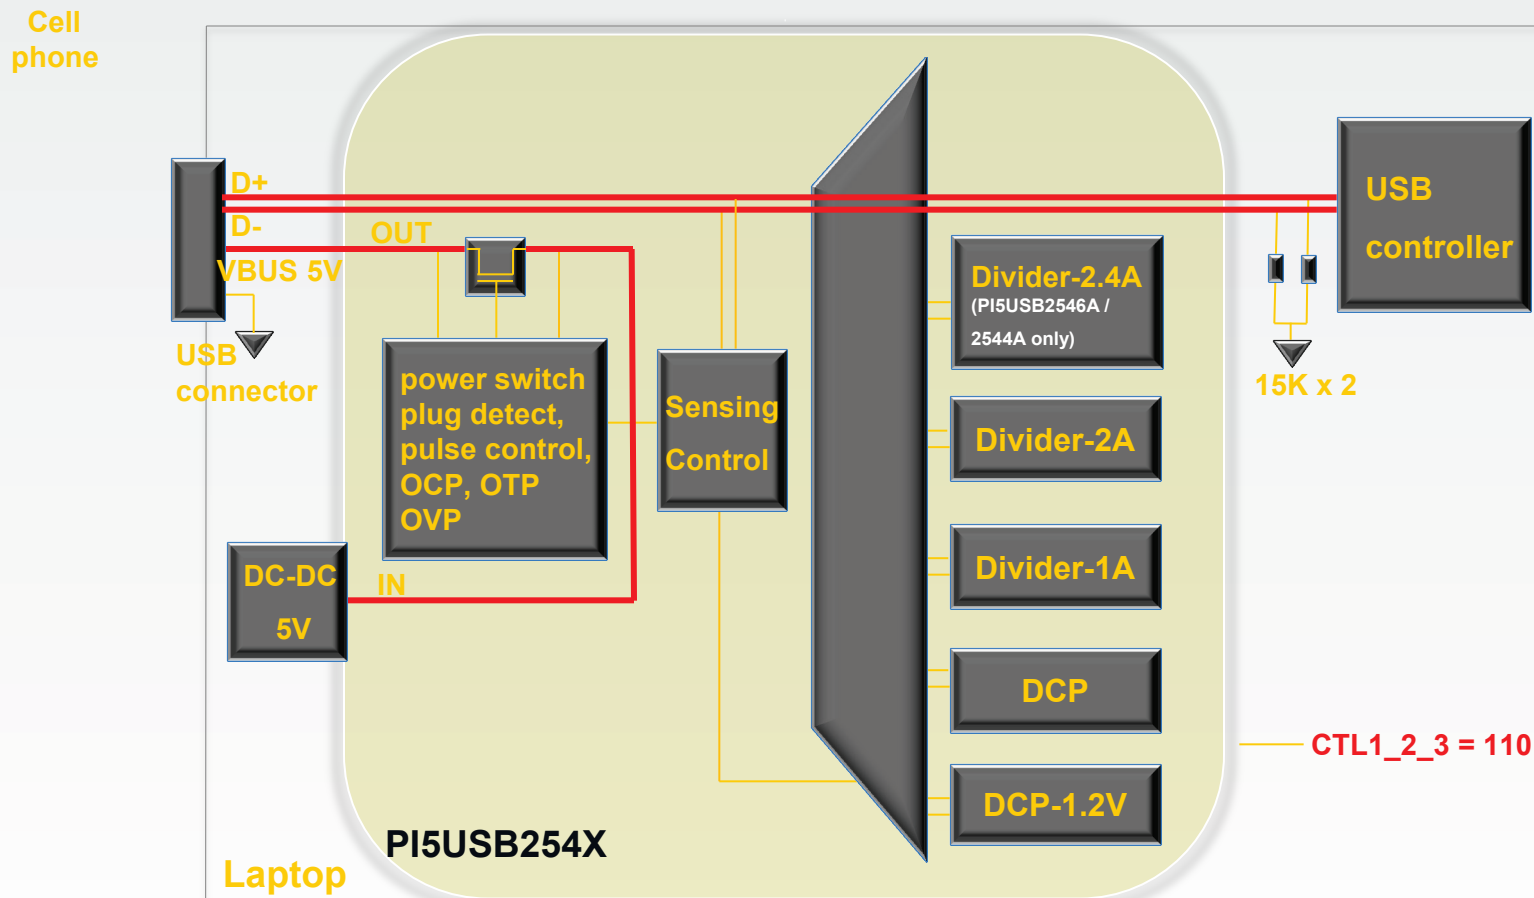 Cell
phone
D+
D-
OUT
VBUS 5V
USB
connector
USB
controller
Divider-2.4A
(PI5USB2546A /
2544A only)
15K x 2
power switch
plug detect,
pulse control,
OCP, OTP
OVP
Sensing
Control
Divider-2A
DC-DC
5V
IN
Divider-1A
DCP
CTL1_2_3 = 110
DCP-1.2V
PI5USB254X
Laptop